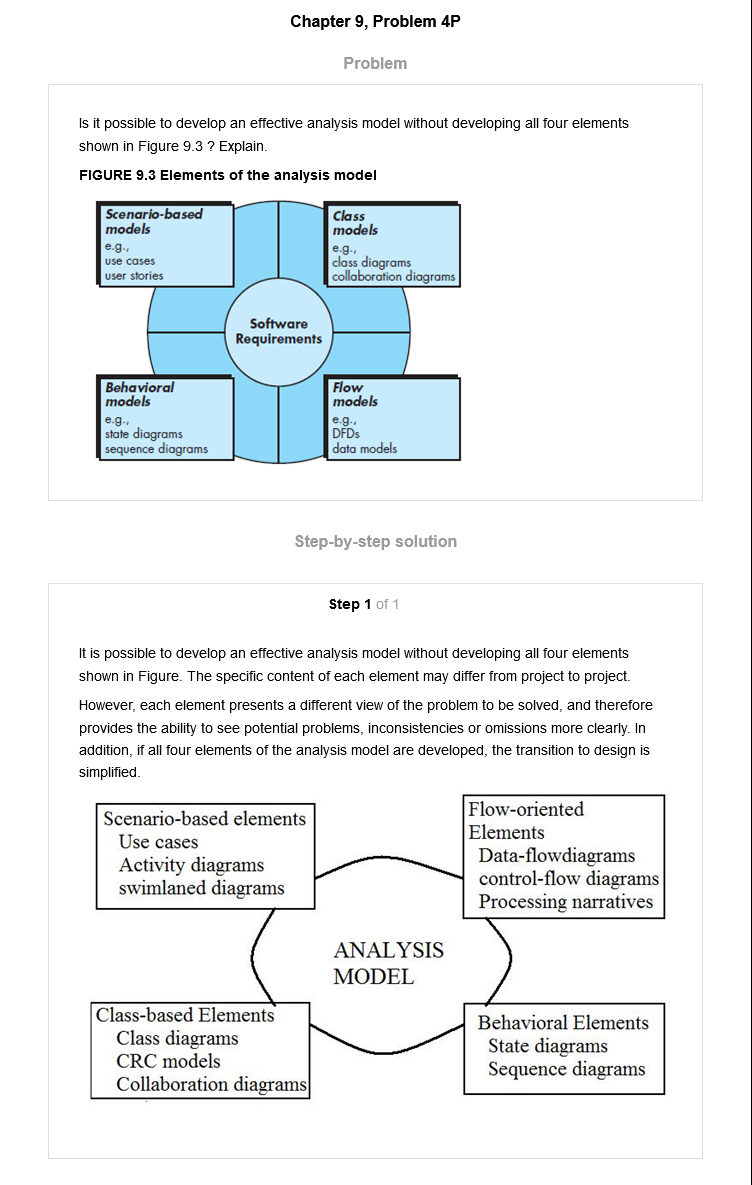 Chapter 9, Problem 4P
Problem
Is it possible to develop an effective analysis model without developing all four elements
shown in Figure 9.3 ? Explain.
FIGURE 9.3 Elements of the analysis model
Scenario-based
models
e.g.,
use cases
user stories
Class
models
e.g.,
class diagrams
collaboration diagrams
Software
Requirements
Behavioral
models
e.g.,
state diagrams
sequence diagrams
Flow
models
e.g.,
DFDs
data models
Step-by-step solution
Step 1 of 1
It is possible to develop an effective analysis model without developing all four elements
shown in Figure. The specific content of each element may differ from project to project.
However, each element presents a different view of the problem to be solved, and therefore
provides the ability to see potential problems, inconsistencies or omissions more clearly. In
addition, if all four elements of the analysis model are developed, the transition to design is
simplified.
Scenario-based elements
Use cases
Activity diagrams
swimlaned diagrams
Flow-oriented
Elements
Data-flowdiagrams
control-flow diagrams
Processing narratives
ANALYSIS
MODEL
Class-based Elements
Class diagrams
CRC models
Collaboration diagrams
Behavioral Elements
State diagrams
Sequence diagrams